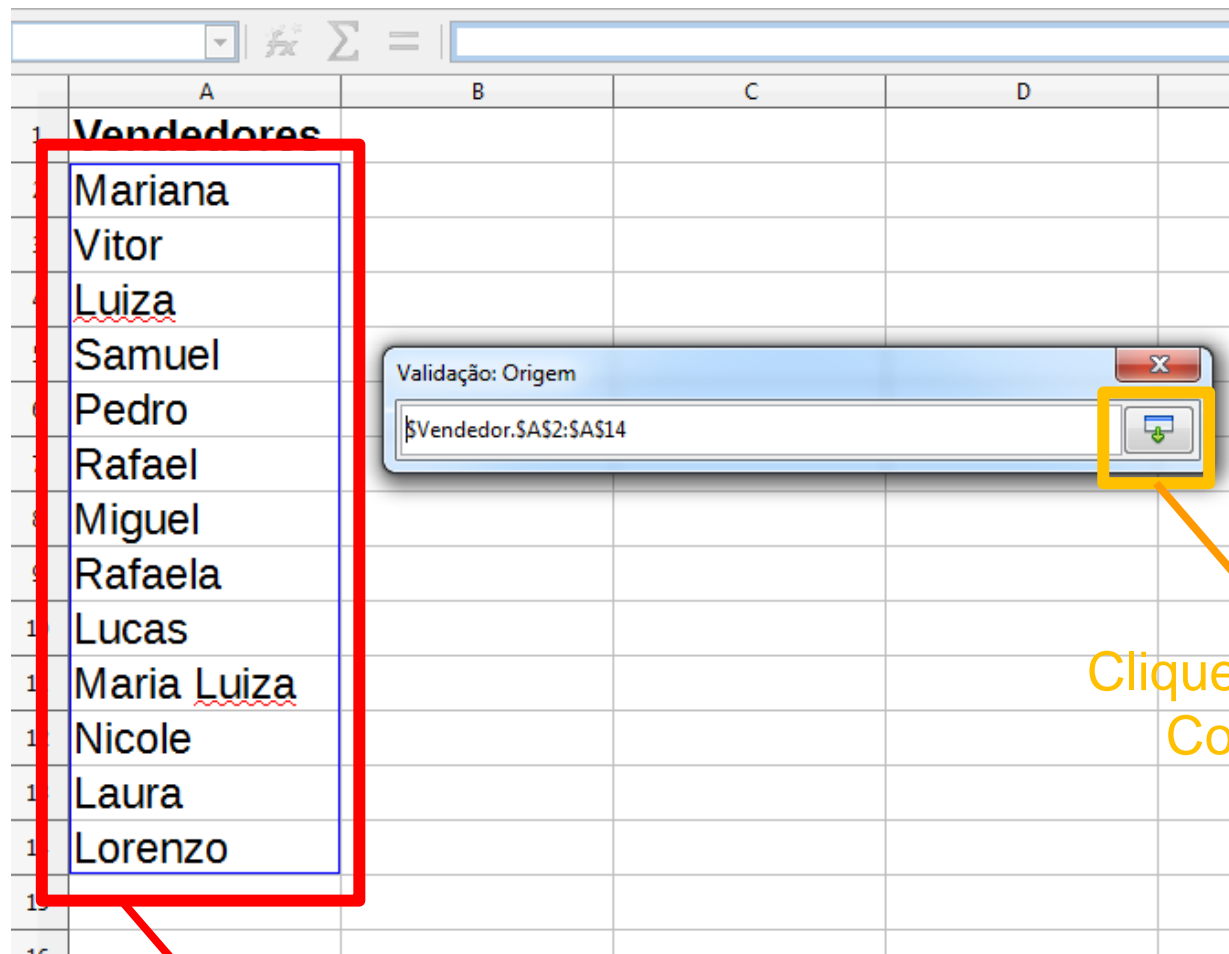 A B C D
1 Vendedores
Mariana
Vitor
Luiza
Samuel
Validação: Origem
x
Pedro
$Vendedor.$A$2:$A$14
Rafael
Miguel
Rafaela
Lucas
Maria Luiza
Clique
Nicole
Co
Laura
Lorenzo